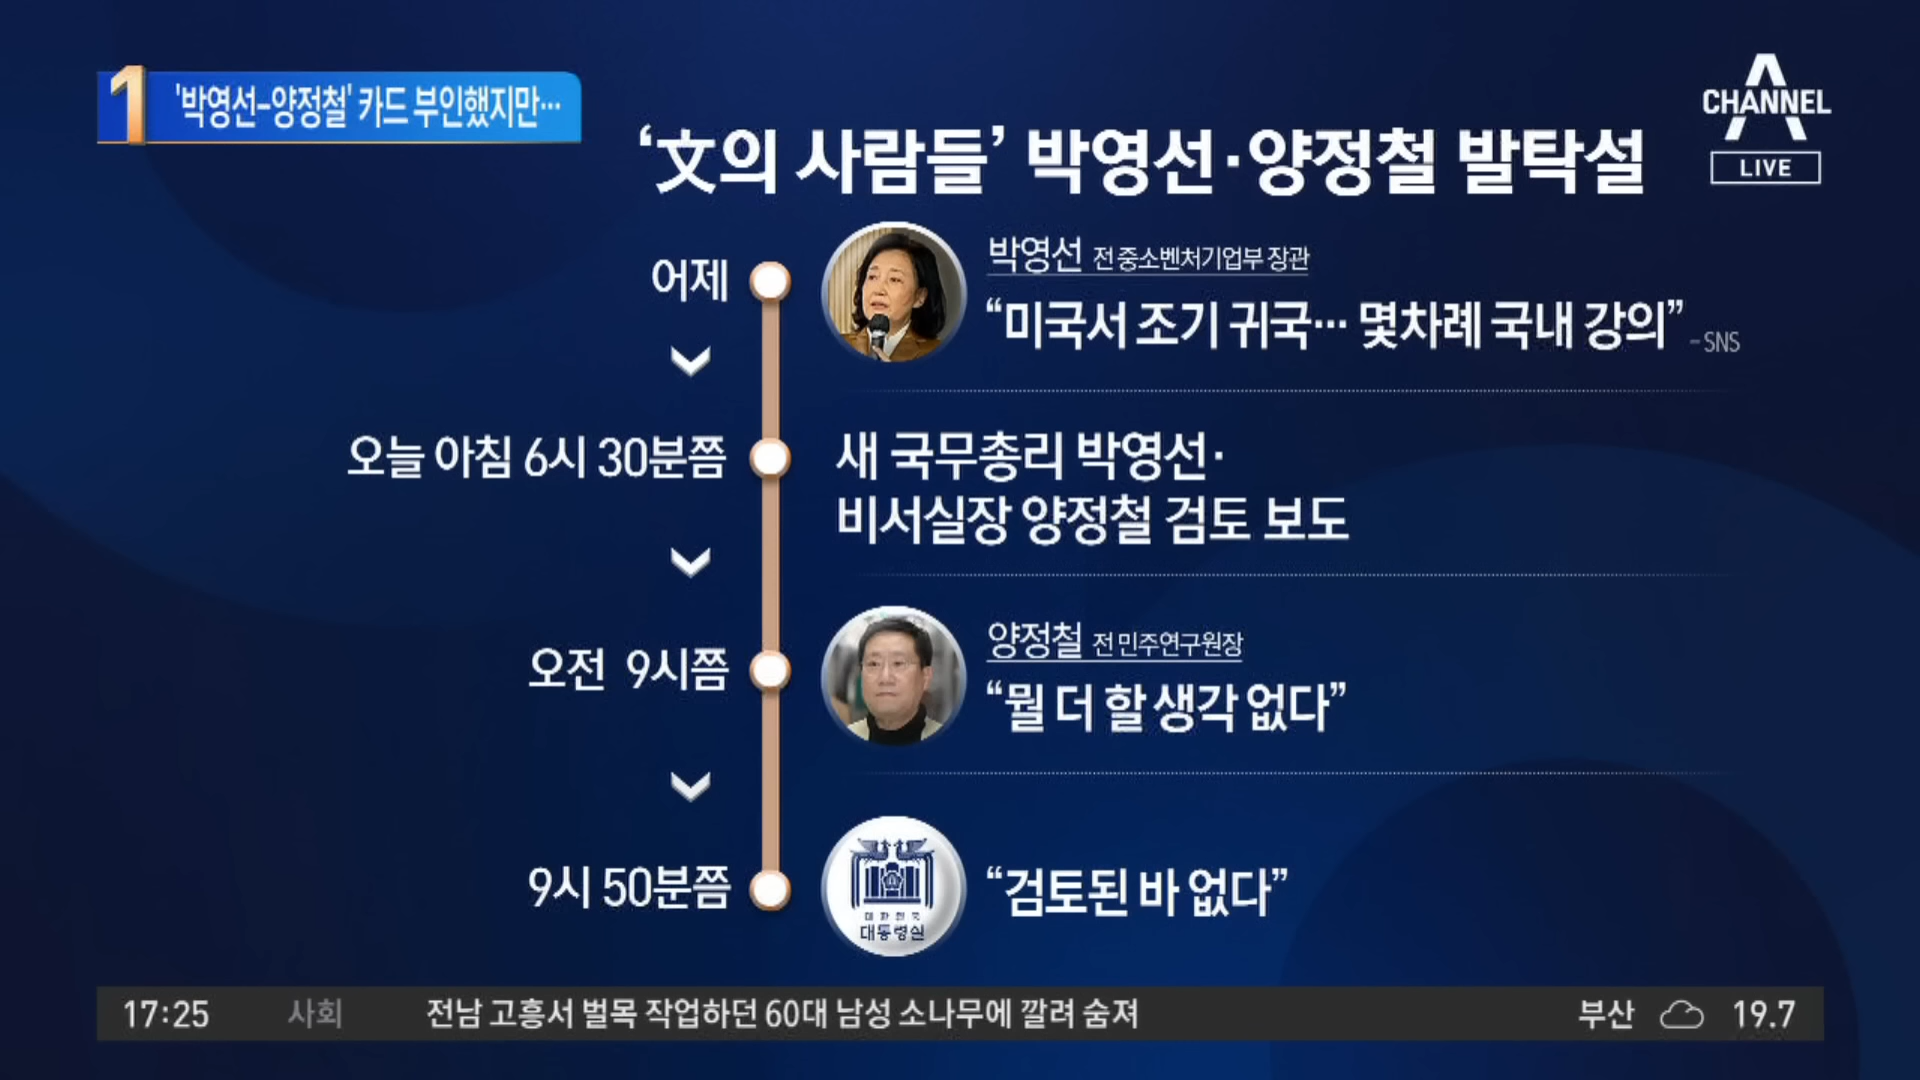 1 '박영선-양정철' 카드 부인했지만…
CHANNEL A
LIVE
‘文의 사람들’ 박영선·양정철 발탁설
어제
박영선 전 중소벤처기업부 장관
“미국서 조기 귀국… 몇차례 국내 강의” - SNS
오늘 아침 6시 30분쯤
새 국무총리 박영선·
비서실장 양정철 검토 보도
오전 9시쯤
양정철 전 민주연구원장
“뭘 더 할 생각 없다”
9시 50분쯤
대한민국
대통령실
“검토된 바 없다”
17:25 사회 전남 고흥서 벌목 작업하던 60대 남성 소나무에 깔려 숨져 부산 19.7